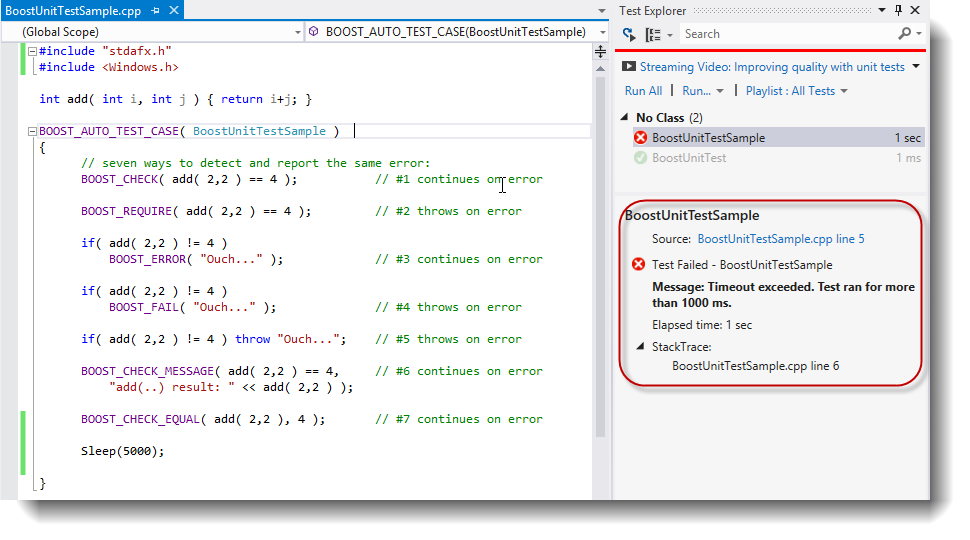 BoostUnitTestSample.cpp
(Global Scope)
BOOST_AUTO_TEST_CASE(BoostUnitTestSample)
#include "stdafx.h"
#include <Windows.h>
int add( int i, int j ) { return i+j; }
BOOST_AUTO_TEST_CASE( BoostUnitTestSample )
{
// seven ways to detect and report the same error:
BOOST_CHECK( add( 2,2 ) == 4 ); // #1 continues on error
BOOST_REQUIRE( add( 2,2 ) == 4 ); // #2 throws on error
if( add( 2,2 ) != 4 )
BOOST_ERROR( "Ouch..." ); // #3 continues on error
if( add( 2,2 ) != 4 )
BOOST_FAIL( "Ouch..." ); // #4 throws on error
if( add( 2,2 ) != 4 ) throw "Ouch..."; // #5 throws on error
BOOST_CHECK_MESSAGE( add( 2,2 ) == 4, // #6 continues on error
"add(..) result: " << add( 2,2 ) );
BOOST_CHECK_EQUAL( add( 2,2 ), 4 ); // #7 continues on error
Sleep(5000);
}
Test Explorer
Search
Streaming Video: Improving quality with unit tests
Run All | Run... | Playlist : All Tests
No Class (2)
BoostUnitTestSample 1 sec
BoostUnitTest 1 ms
BoostUnitTestSample
Source: BoostUnitTestSample.cpp line 5
Test Failed - BoostUnitTestSample
Message: Timeout exceeded. Test ran for more
than 1000 ms.
Elapsed time: 1 sec
StackTrace:
BoostUnitTestSample.cpp line 6